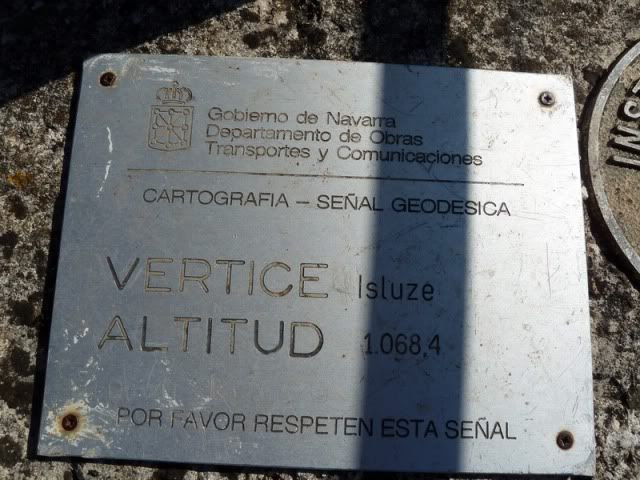 Gobierno de Navarra
Departamento de Obras
Transportes y Comunicaciones
CARTOGRAFIA - SEÑAL GEODESICA
VERTICE Isluze
ALTITUD 1.068,4
POR FAVOR RESPETEN ESTA SEÑAL